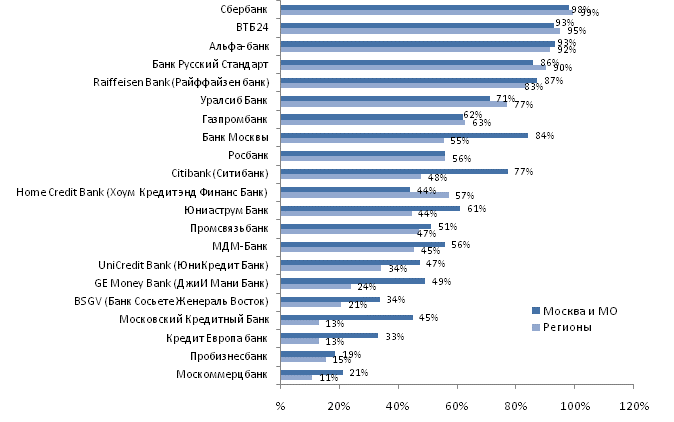 Сбербанк 98% 99%
ВТБ24 93% 95%
Альфа-банк 93% 92%
Банк Русский Стандарт 86% 90%
Raiffeisen Bank (Райффайзен банк) 87% 83%
Уралсиб Банк 71% 77%
Газпромбанк 62% 63%
Банк Москвы 84% 55%
Росбанк 56%
Citibank (Ситибанк) 77% 48%
Home Credit Bank (Хоум Кредит энд Финанс Банк) 44% 57%
Юниаструм Банк 61% 44%
Промсвязьбанк 51% 47%
МДМ-Банк 56% 45%
UniCredit Bank (ЮниКредит Банк) 47% 34%
GE Money Bank (ДжиИ Мани Банк) 49% 24%
BSGV (Банк Сосьете Женераль Восток) 34% 21%
Московский Кредитный Банк 45% 13%
Кредит Европа банк 33% 13%
Пробизнесбанк 19% 15%
Москоммерцбанк 21% 11%
Москва и МО
Регионы
% 20% 40% 60% 80% 100% 120%